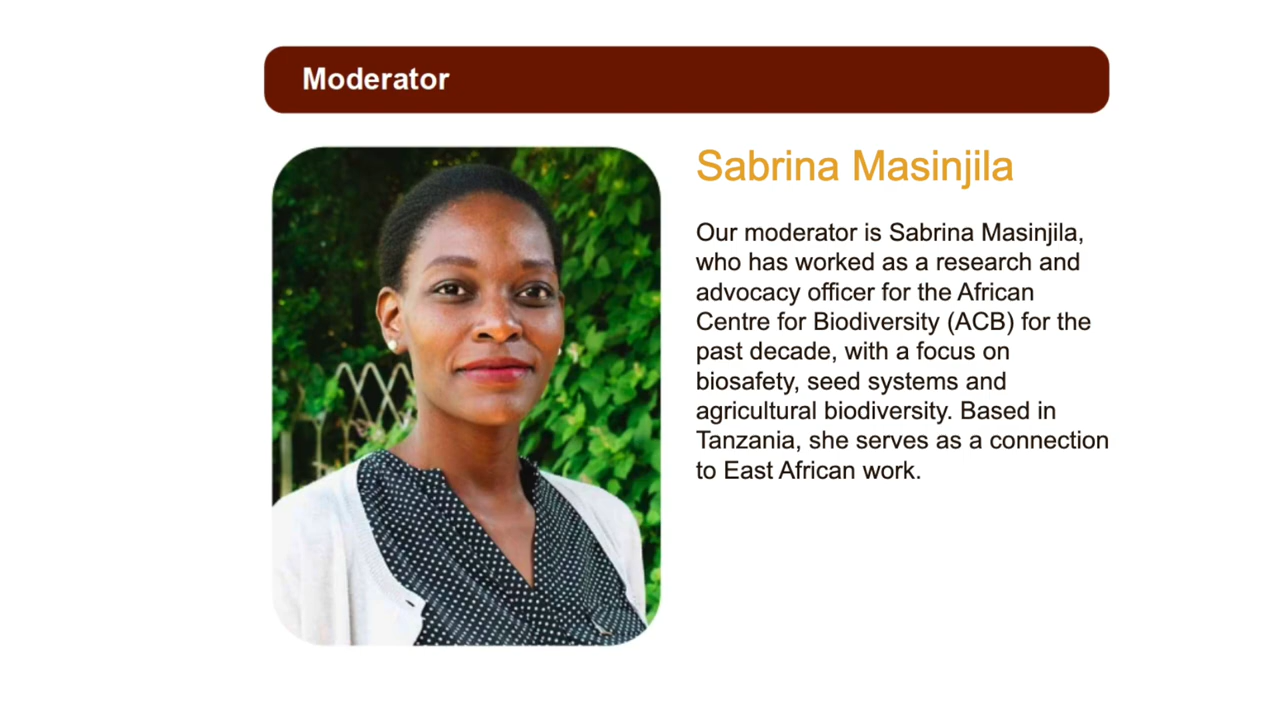 Moderator
Sabrina Masinjila
Our moderator is Sabrina Masinjila,
who has worked as a research and
advocacy officer for the African
Centre for Biodiversity (ACB) for the
past decade, with a focus on
biosafety, seed systems and
agricultural biodiversity. Based in
Tanzania, she serves as a connection
to East African work.